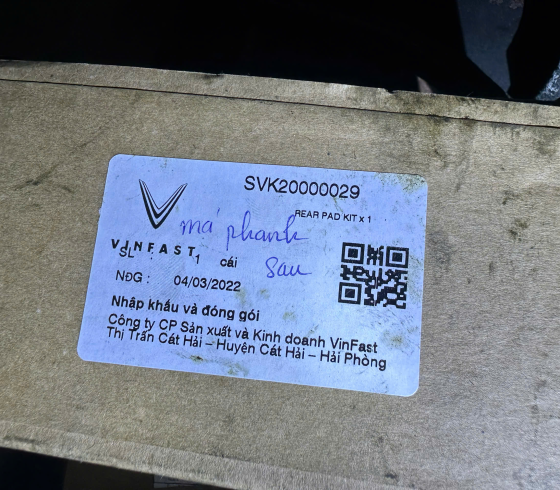 SVK20000029
REAR PAD KIT x 1
má phanh
VINFAST
SL : 1 cái
sau
NĐG : 04/03/2022
Nhập khẩu và đóng gói
Công ty CP Sản xuất và Kinh doanh VinFast
Thị Trấn Cát Hải – Huyện Cát Hải – Hải Phòng